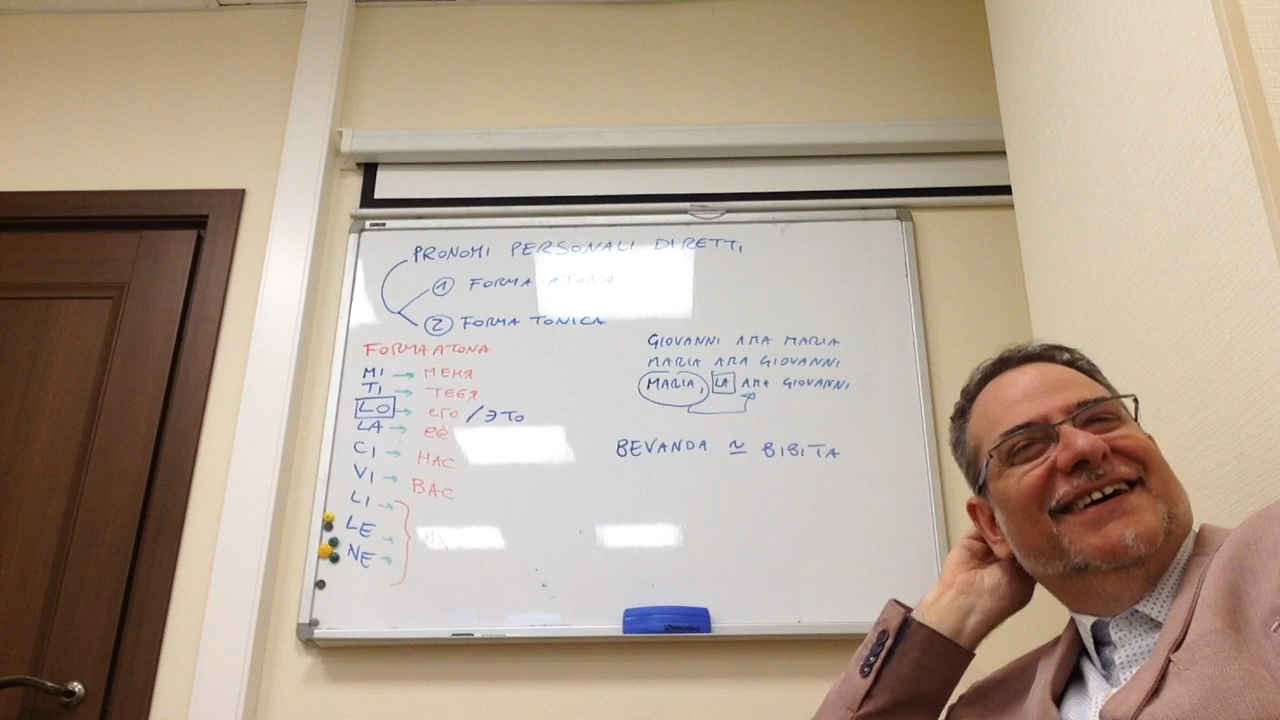 PRONOMI PERSONALI DIRETTI
1 FORMA ATONA
2 FORMA TONICA
FORMA ATONA
MI → МЕНЯ
TI → ТЕБЯ
LO → его / ЭТО
LA → её
CI → НАС
VI → ВАС
LI →
LE →
NE →
ИХ
GIOVANNI AMA MARIA
MARIA AMA GIOVANNI
MARIA, LA AMA GIOVANNI
BEVANDA ≃ BIBITA